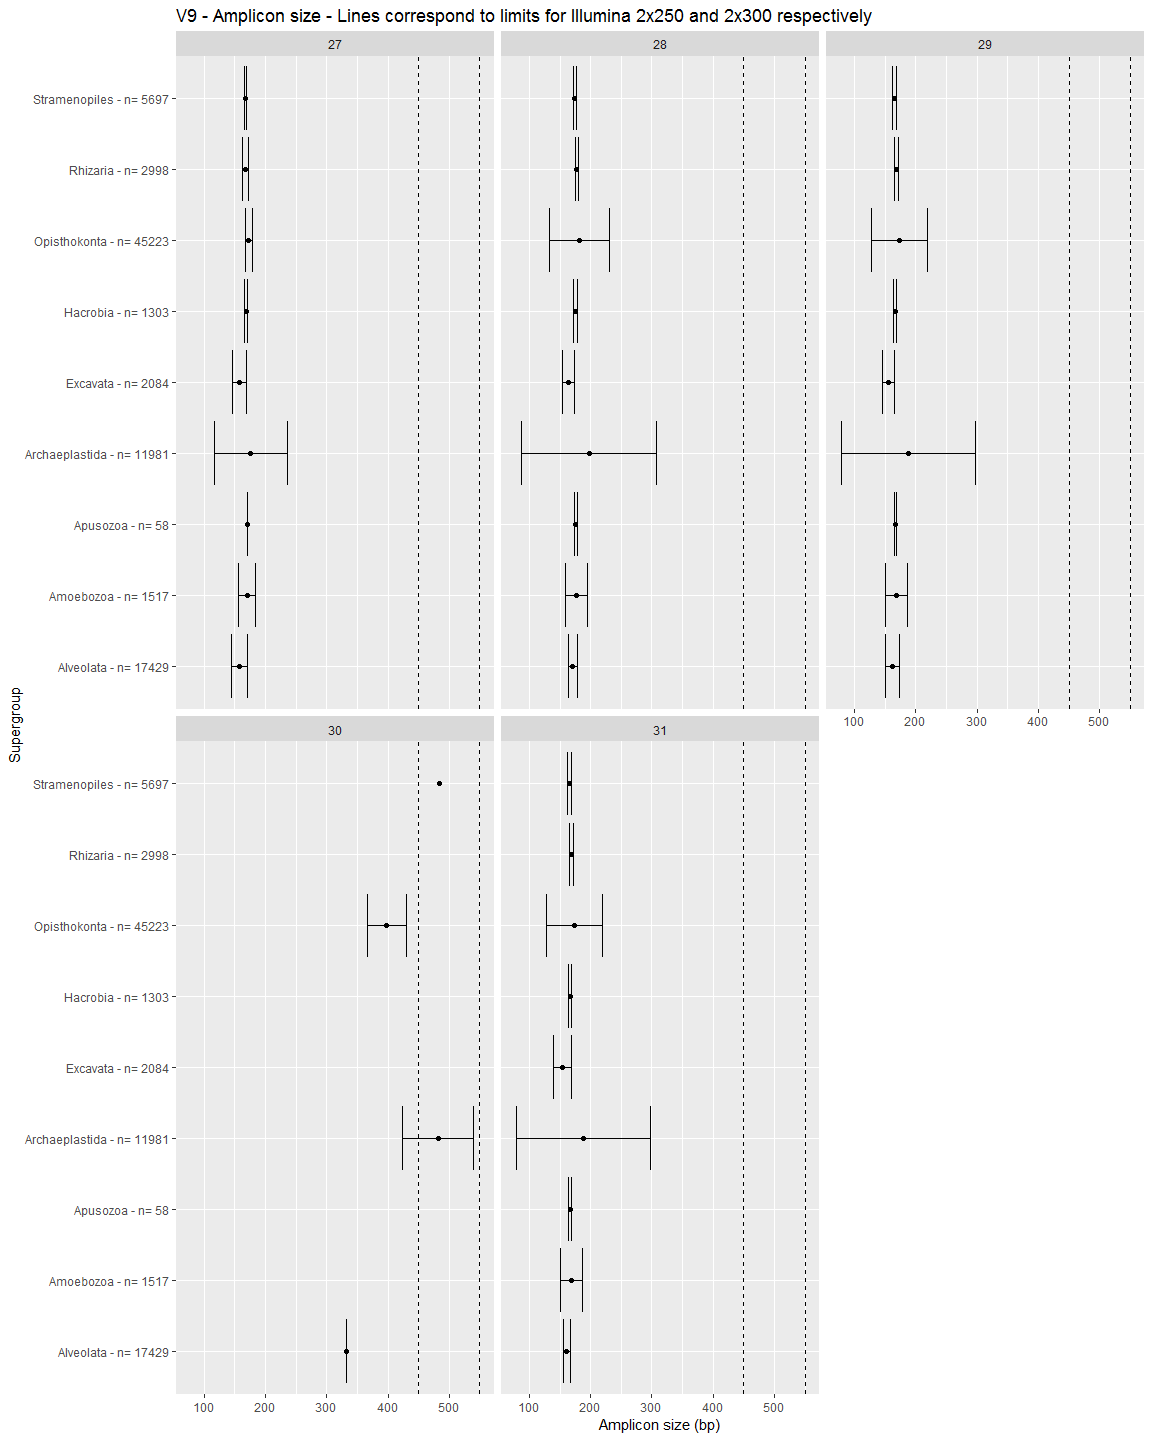 V9 - Amplicon size - Lines correspond to limits for Illumina 2x250 and 2x300 respectively
27
28
29
Stramenopiles - n= 5697
Rhizaria - n= 2998
Opisthokonta - n= 45223
Hacrobia - n= 1303
Excavata - n= 2084
Archaeplastida - n= 11981
Apusozoa - n= 58
Amoebozoa - n= 1517
Alveolata - n= 17429
100 200 300 400 500
Supergroup
30
31
Stramenopiles - n= 5697
Rhizaria - n= 2998
Opisthokonta - n= 45223
Hacrobia - n= 1303
Excavata - n= 2084
Archaeplastida - n= 11981
Apusozoa - n= 58
Amoebozoa - n= 1517
Alveolata - n= 17429
100 200 300 400 500
100 200 300 400 500
Amplicon size (bp)